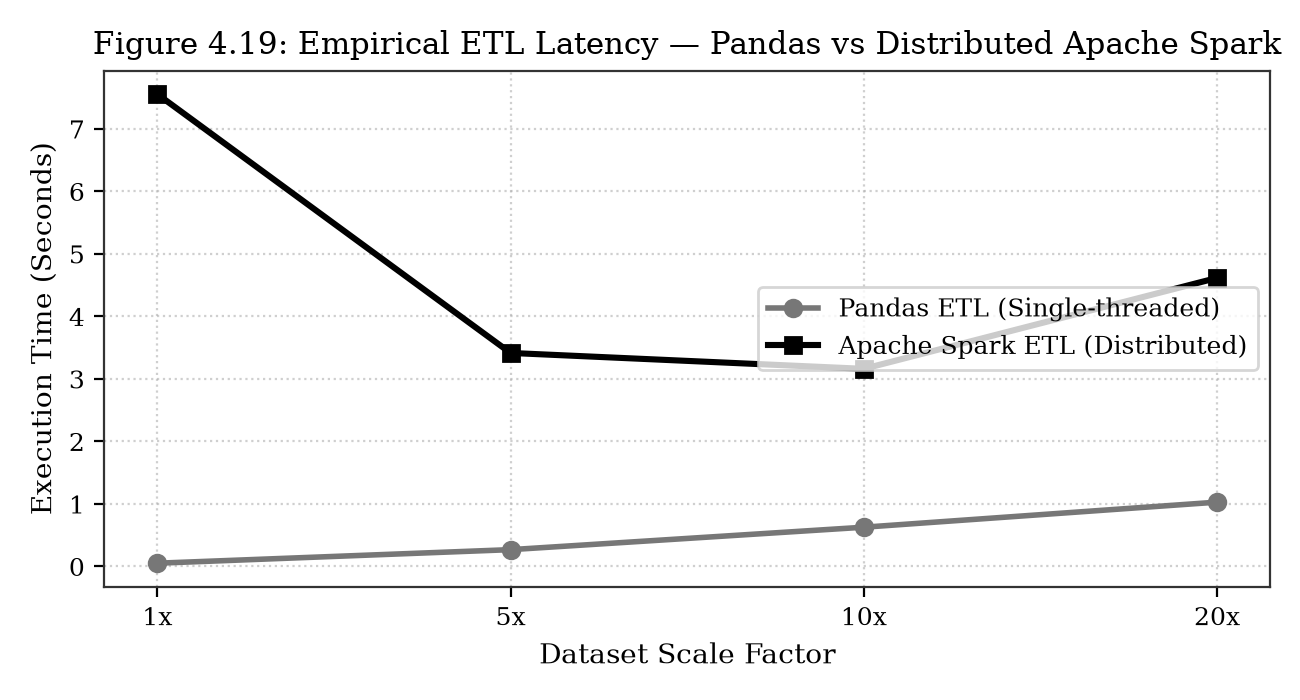 Figure 4.19: Empirical ETL Latency — Pandas vs Distributed Apache Spark
Execution Time (Seconds)
7
6
5
4
3
2
1
0
Pandas ETL (Single-threaded)
Apache Spark ETL (Distributed)
1x 5x 10x 20x
Dataset Scale Factor